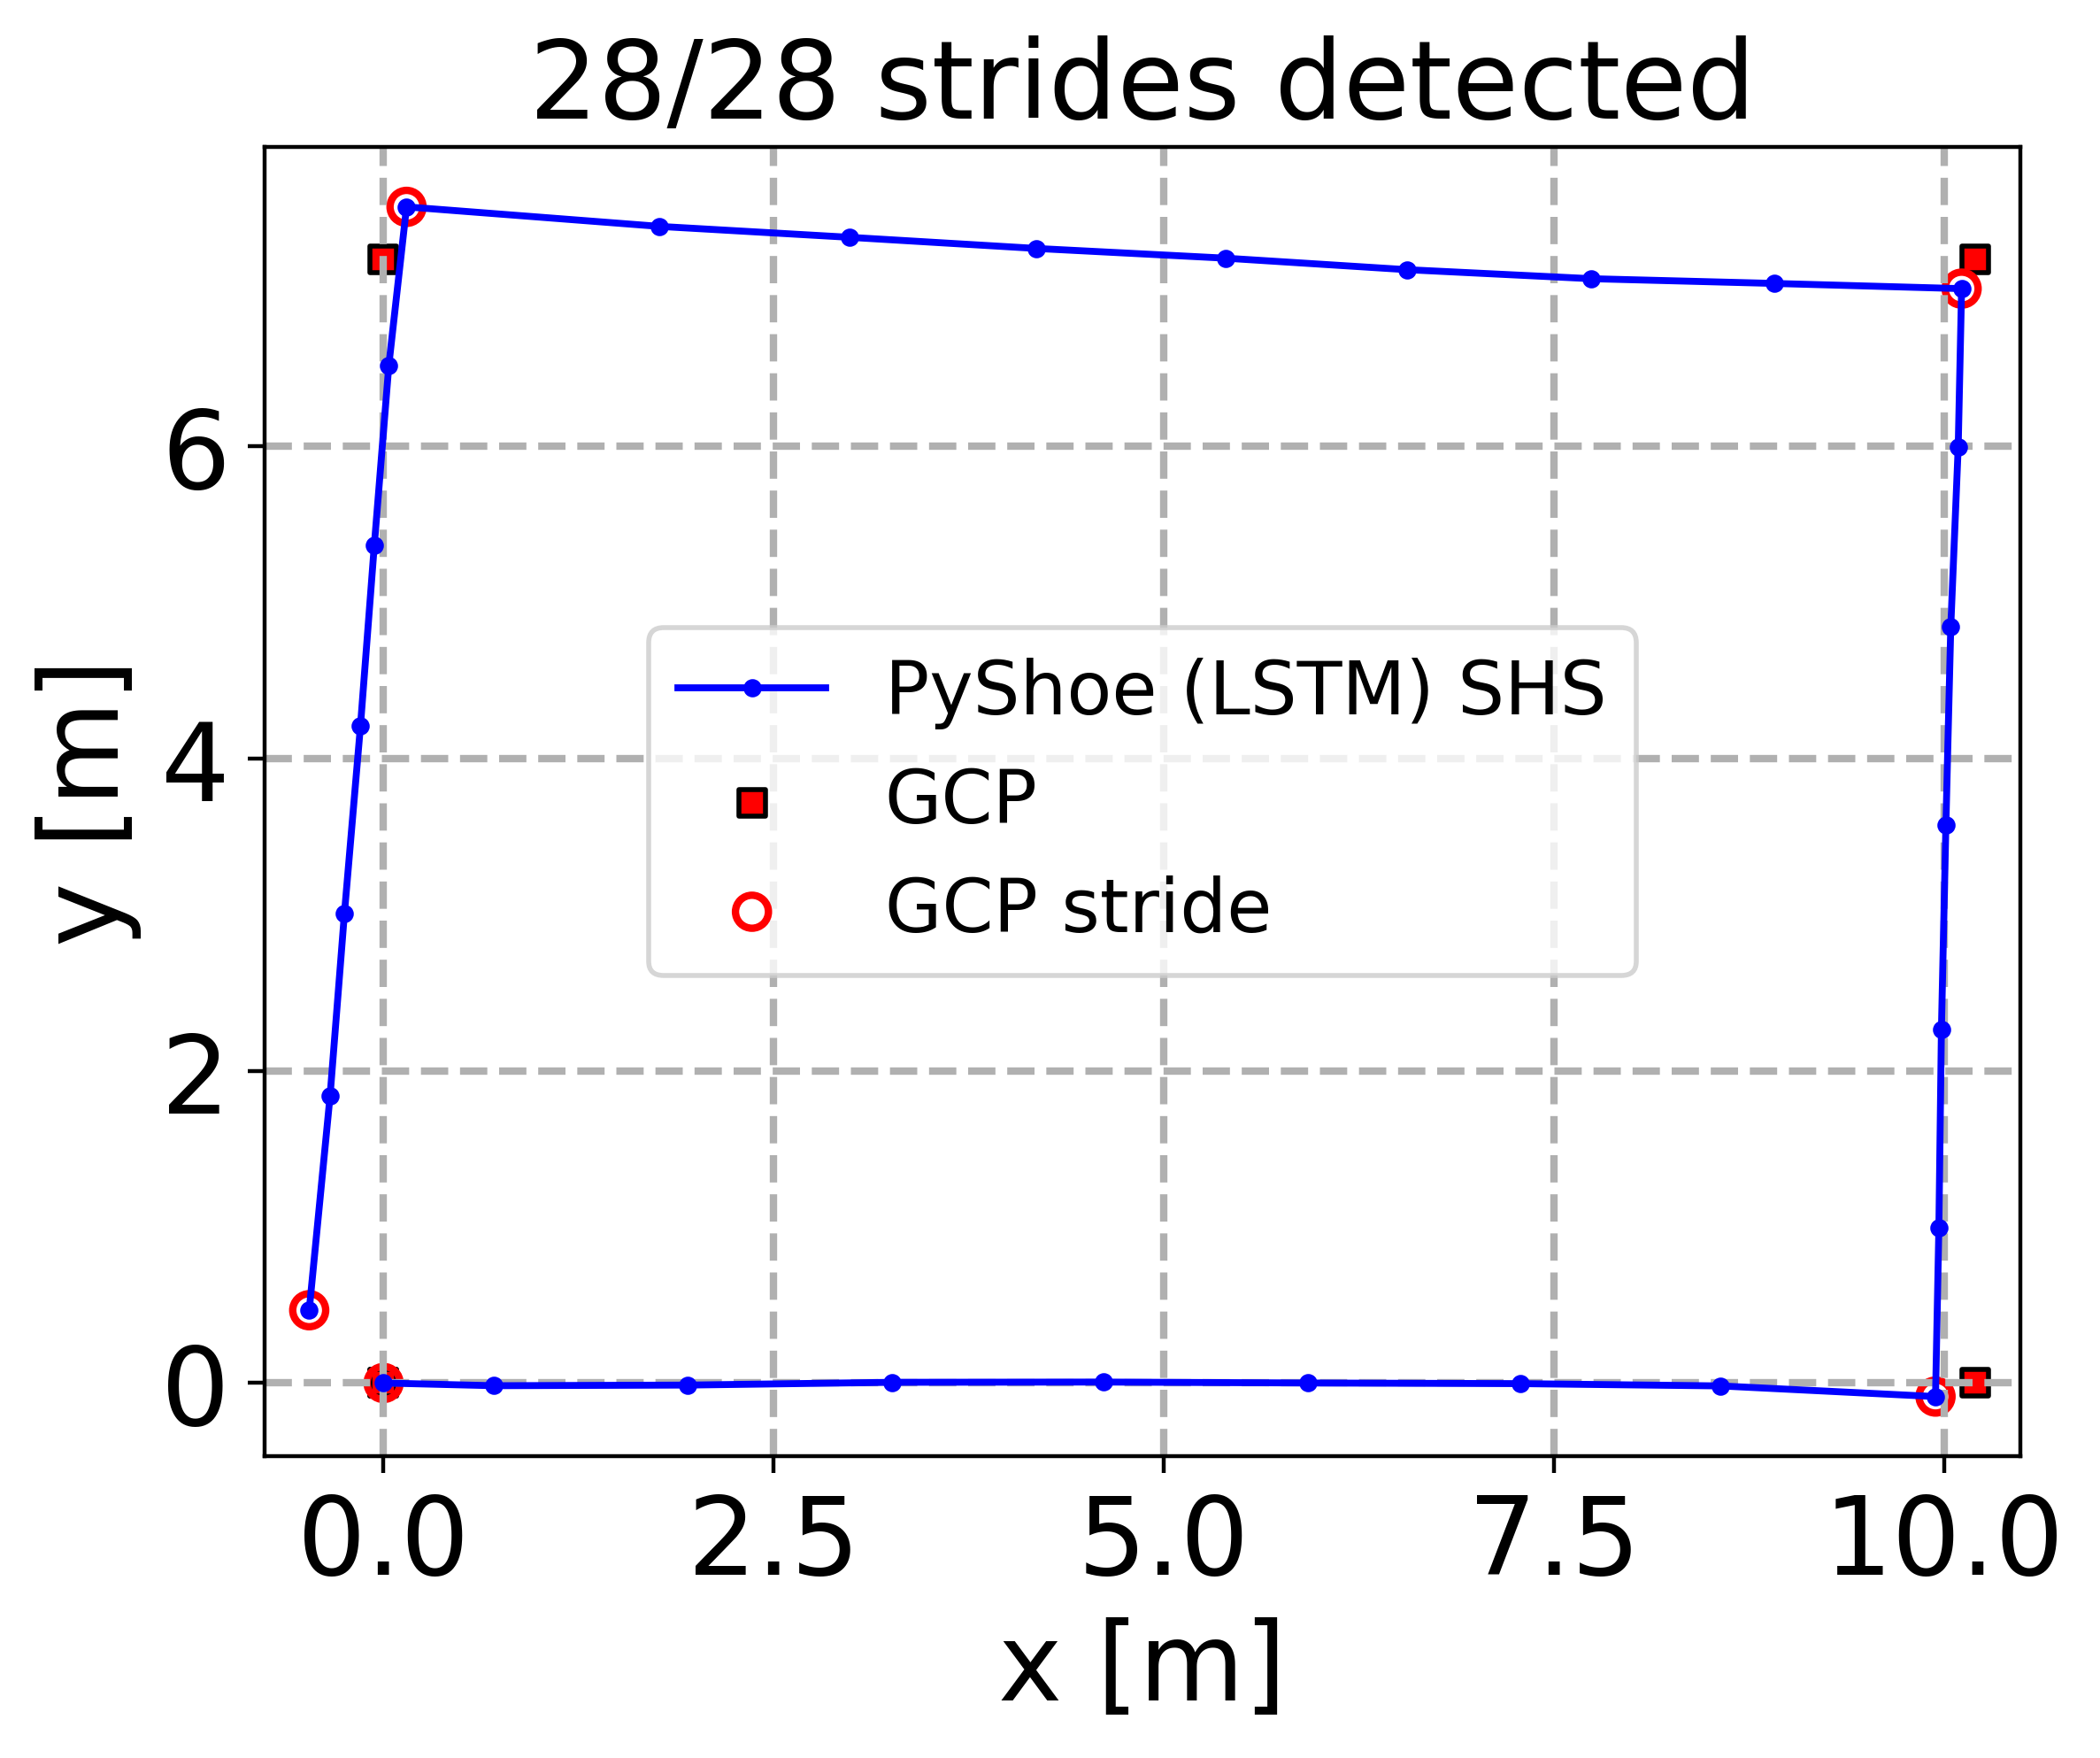 28/28 strides detected
y [m]
6
4
2
0
PyShoe (LSTM) SHS
GCP
GCP stride
0.0 2.5 5.0 7.5 10.0
x [m]